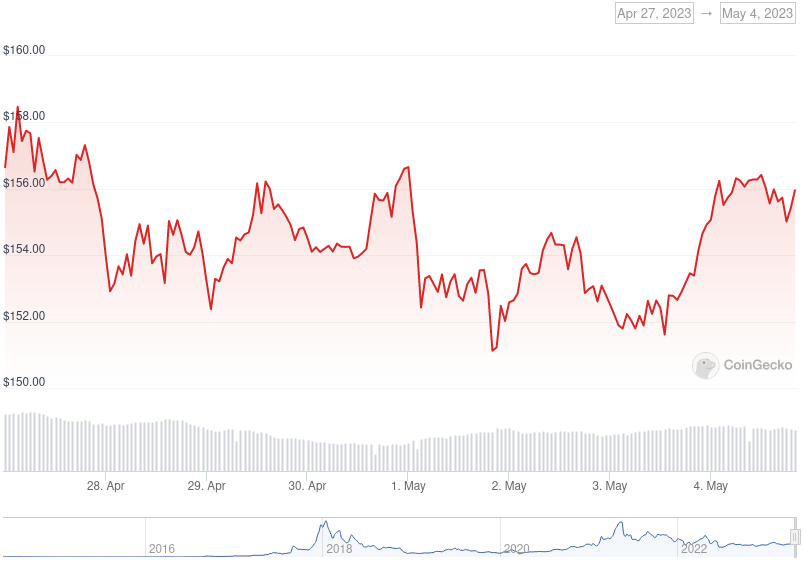 Apr 27, 2023 → May 4, 2023
$160.00
$158.00
$156.00
$154.00
$152.00
$150.00
CoinGecko
28. Apr 29. Apr 30. Apr 1. May 2. May 3. May 4. May
2016 2018 2020 2022